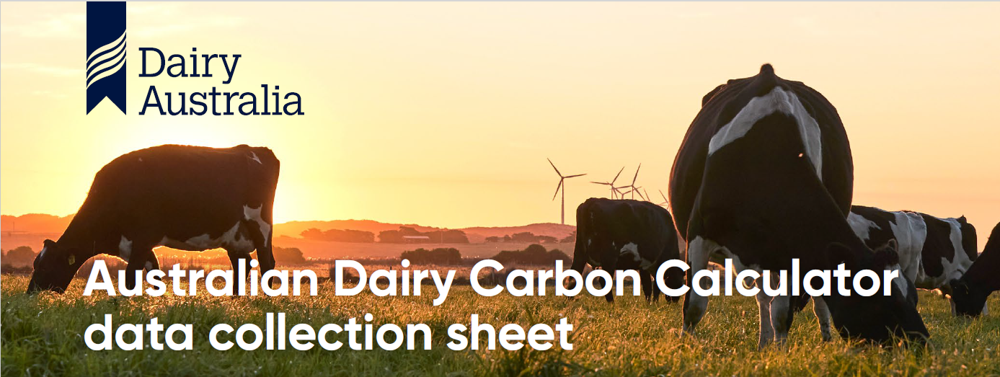 Dairy
Australia
Australian Dairy Carbon Calculator
data collection sheet